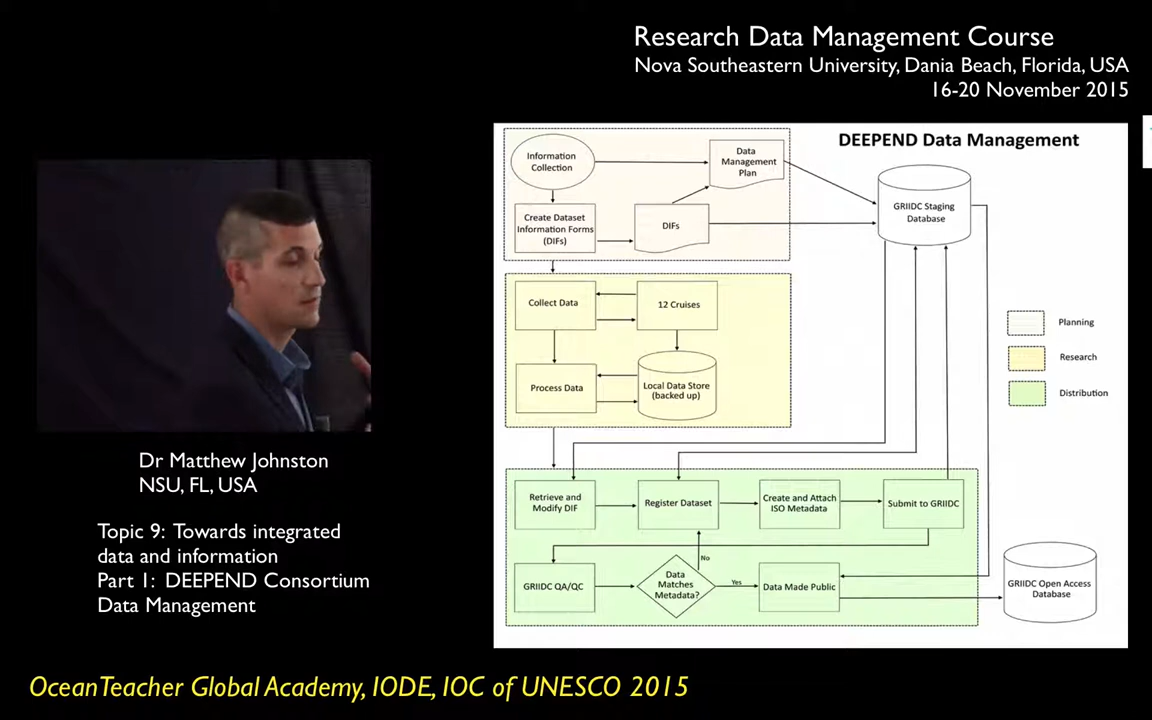 Research Data Management Course
Nova Southeastern University, Dania Beach, Florida, USA
16-20 November 2015
DEEPEND Data Management
Information
Collection
Data
Management
Plan
Create Dataset
Information Forms
(DIFs)
DIFs
GRIIDC Staging
Database
Collect Data
12 Cruises
Process Data
Local Data Store
(backed up)
Planning
Research
Distribution
Retrieve and
Modify DIF
Register Dataset
Create and Attach
ISO Metadata
Submit to GRIIDC
GRIIDC QA/QC
Data
Matches
Metadata?
No
Yes
Data Made Public
GRIIDC Open Access
Database
Dr Matthew Johnston
NSU, FL, USA
Topic 9: Towards integrated
data and information
Part 1: DEEPEND Consortium
Data Management
OceanTeacher Global Academy, IODE, IOC of UNESCO 2015